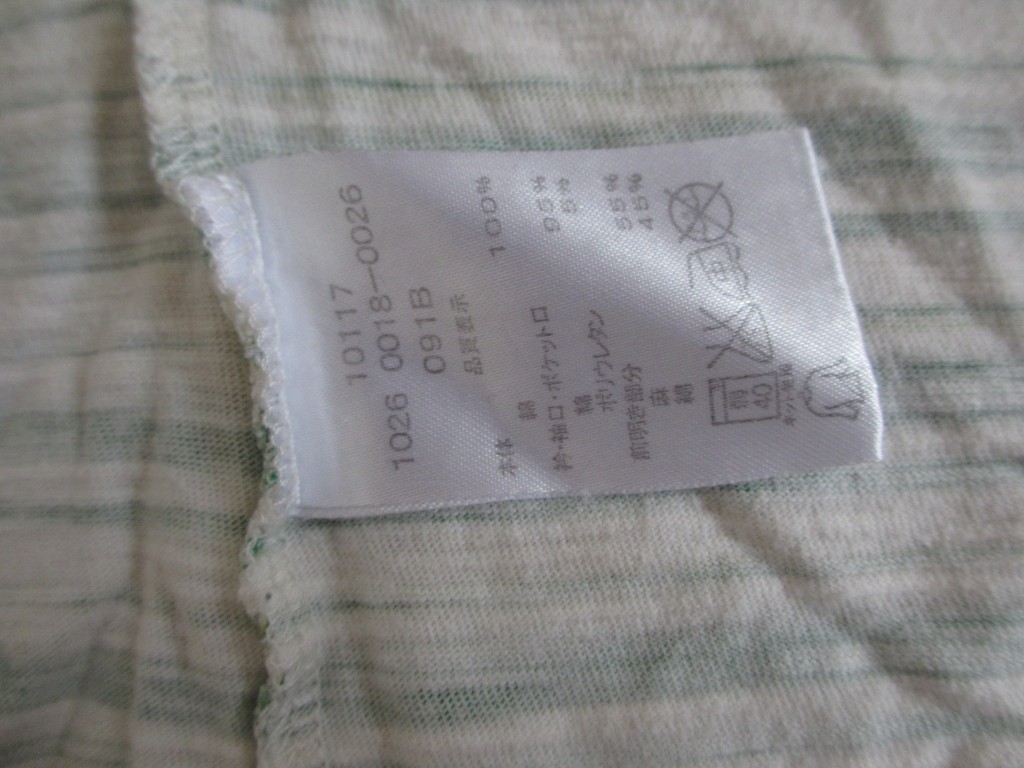 10117
1026 0018-0026
091B
品質表示
本体
綿 100%
衿・袖口・ポケット口
綿 95%
ポリウレタン 5%
前明き部分
麻 55%
綿 45%
弱 40
ネット使用